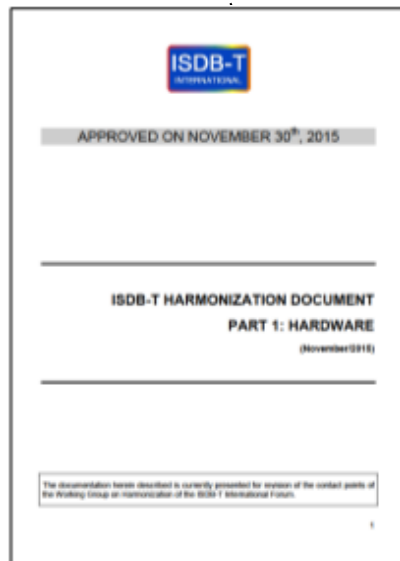 ISDB-T
INTERNATIONAL
APPROVED ON NOVEMBER 30th, 2015
ISDB-T HARMONIZATION DOCUMENT
PART 1: HARDWARE
(November/2015)
The documentation herein described is currently presented for revision of the contact points of
the Working Group on Harmonization of the ISDB-T International Forum.
1